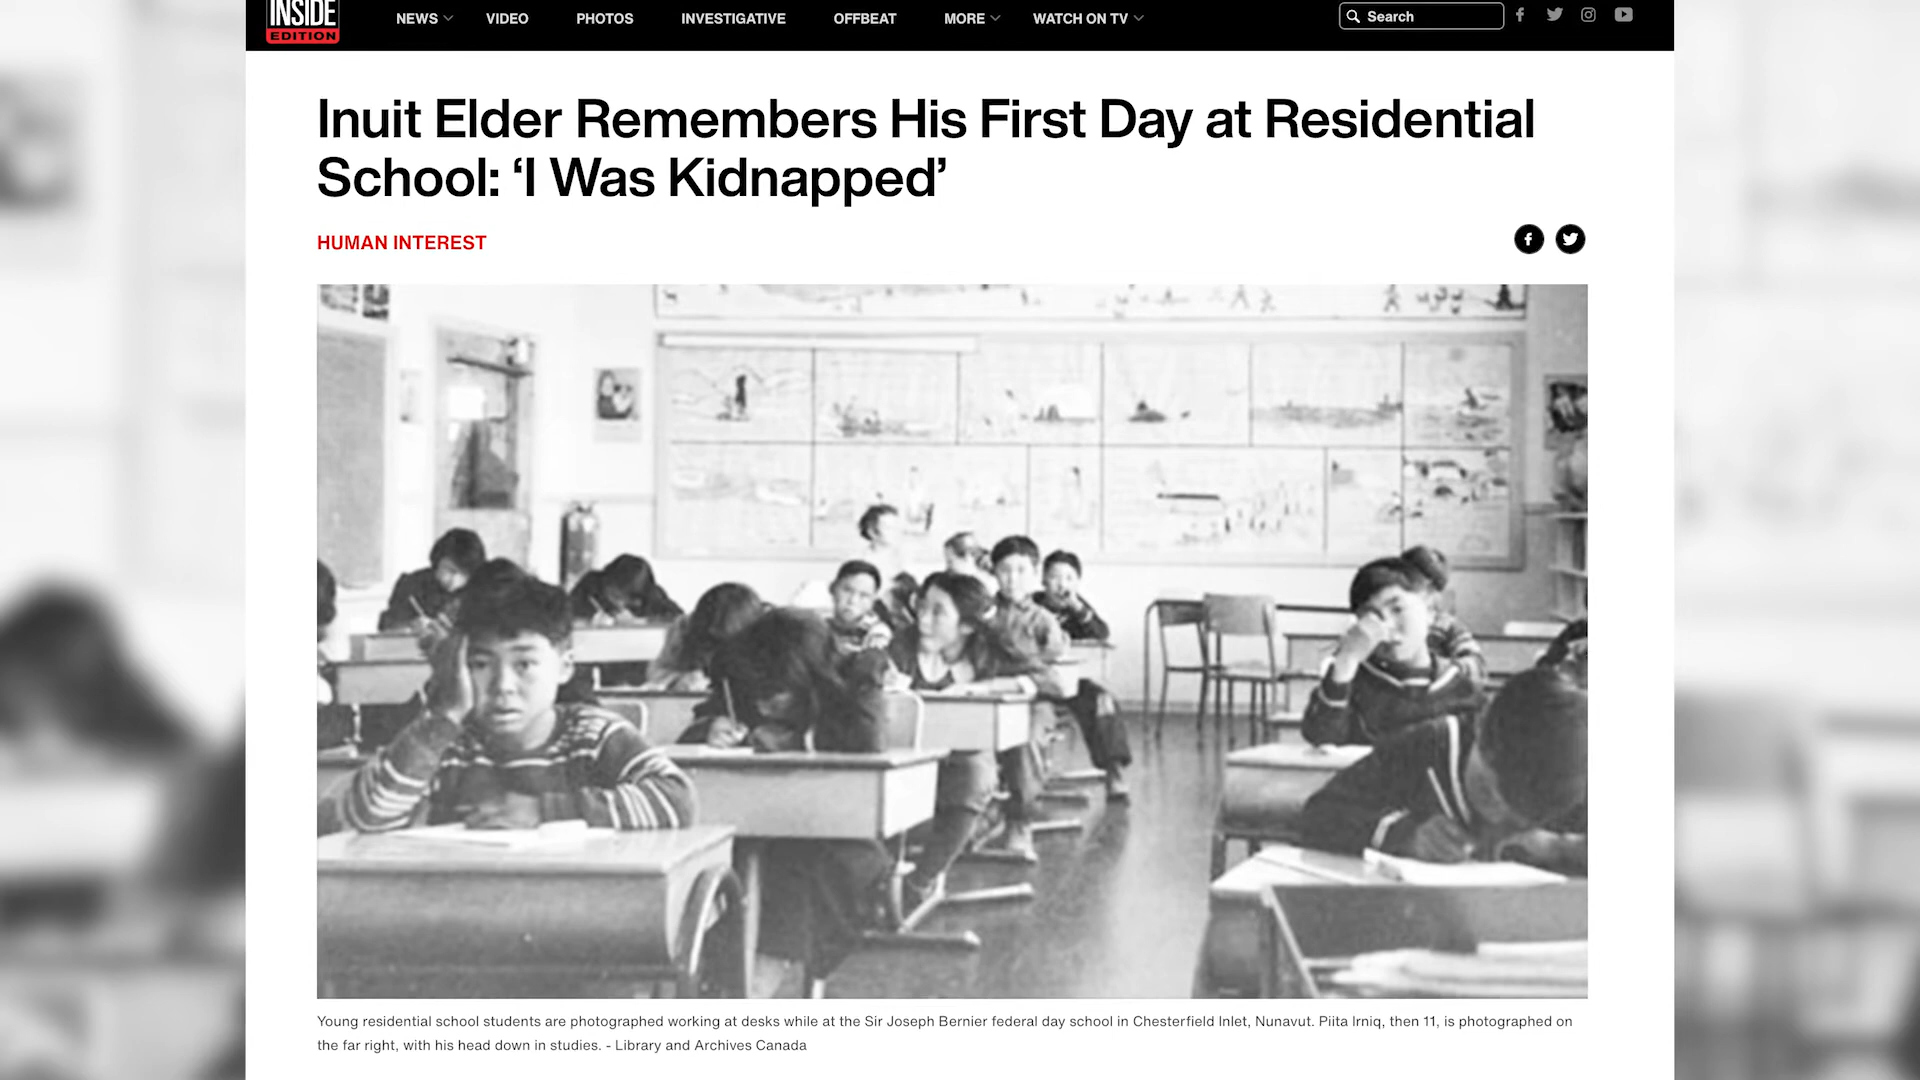 INSIDE
EDITION
NEWS
VIDEO
PHOTOS
INVESTIGATIVE
OFFBEAT
MORE
WATCH ON TV
Search
Inuit Elder Remembers His First Day at Residential
School: ‘I Was Kidnapped’
HUMAN INTEREST
Young residential school students are photographed working at desks while at the Sir Joseph Bernier federal day school in Chesterfield Inlet, Nunavut. Piita Irniq, then 11, is photographed on
the far right, with his head down in studies. - Library and Archives Canada